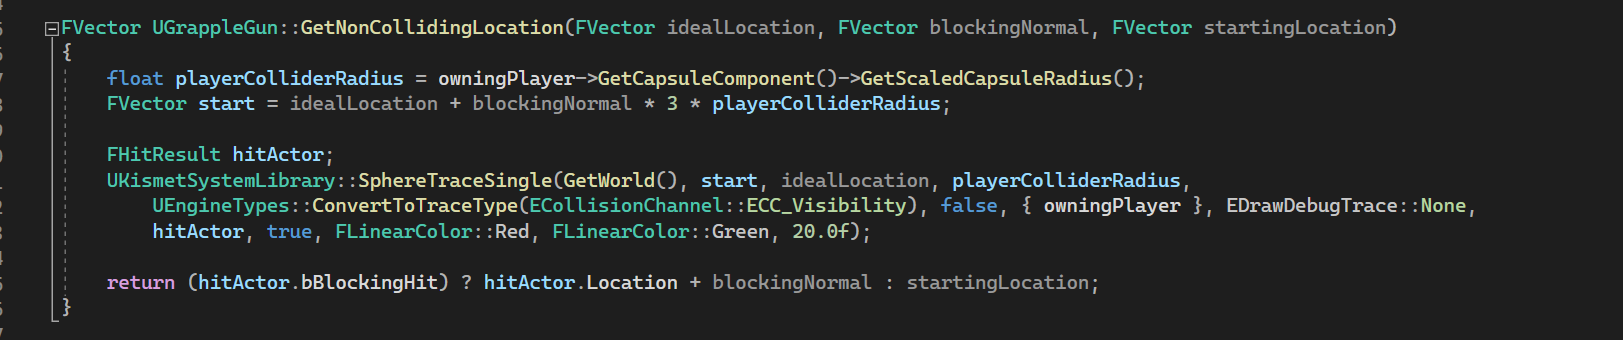 FVector UGrappleGun::GetNonCollidingLocation(FVector idealLocation, FVector blockingNormal, FVector startingLocation)
{
    float playerColliderRadius = owningPlayer->GetCapsuleComponent()->GetScaledCapsuleRadius();
    FVector start = idealLocation + blockingNormal * 3 * playerColliderRadius;

    FHitResult hitActor;
    UKismetSystemLibrary::SphereTraceSingle(GetWorld(), start, idealLocation, playerColliderRadius,
        UEngineTypes::ConvertToTraceType(ECollisionChannel::ECC_Visibility), false, { owningPlayer }, EDrawDebugTrace::None,
        hitActor, true, FLinearColor::Red, FLinearColor::Green, 20.0f);

    return (hitActor.bBlockingHit) ? hitActor.Location + blockingNormal : startingLocation;
}